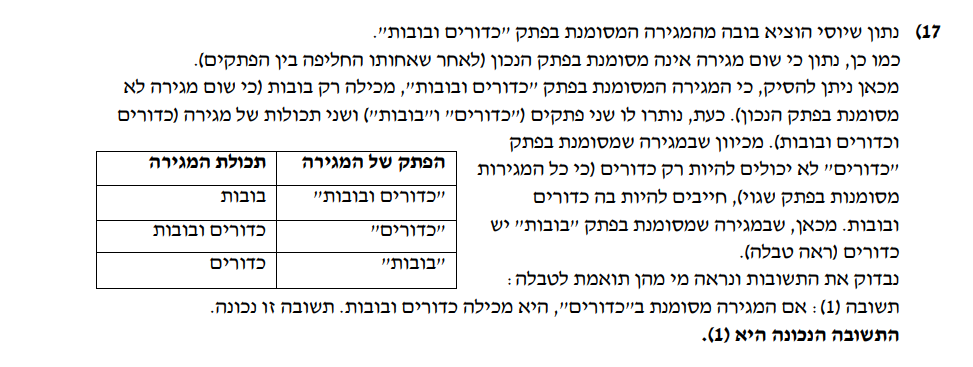 17) נתון שיוסי הוציא בובה מהמגירה המסומנת בפתק "כדורים ובובות".
כמו כן, נתון כי שום מגירה אינה מסומנת בפתק הנכון (לאחר שאחותו החליפה בין הפתקים).
מכאן ניתן להסיק, כי המגירה המסומנת בפתק "כדורים ובובות", מכילה רק בובות (כי שום מגירה לא
מסומנת בפתק הנכון). כעת, נותרו לו שני פתקים ("כדורים" ו"בובות") ושני תכולות של מגירה (כדורים
וכדורים ובובות). מכיוון שבמגירה שמסומנת בפתק
"כדורים" לא יכולים להיות רק כדורים (כי כל המגירות
מסומנות בפתק שגוי), חייבים להיות בה כדורים
ובובות. מכאן, שבמגירה שמסומנת בפתק "בובות" יש
כדורים (ראה טבלה).
הפתק של המגירה תכולת המגירה
"כדורים ובובות" בובות
"כדורים" כדורים ובובות
"בובות" כדורים
נבדוק את התשובות ונראה מי מהן תואמת לטבלה:
תשובה (1): אם המגירה מסומנת ב"כדורים", היא מכילה כדורים ובובות. תשובה זו נכונה.
התשובה הנכונה היא (1).